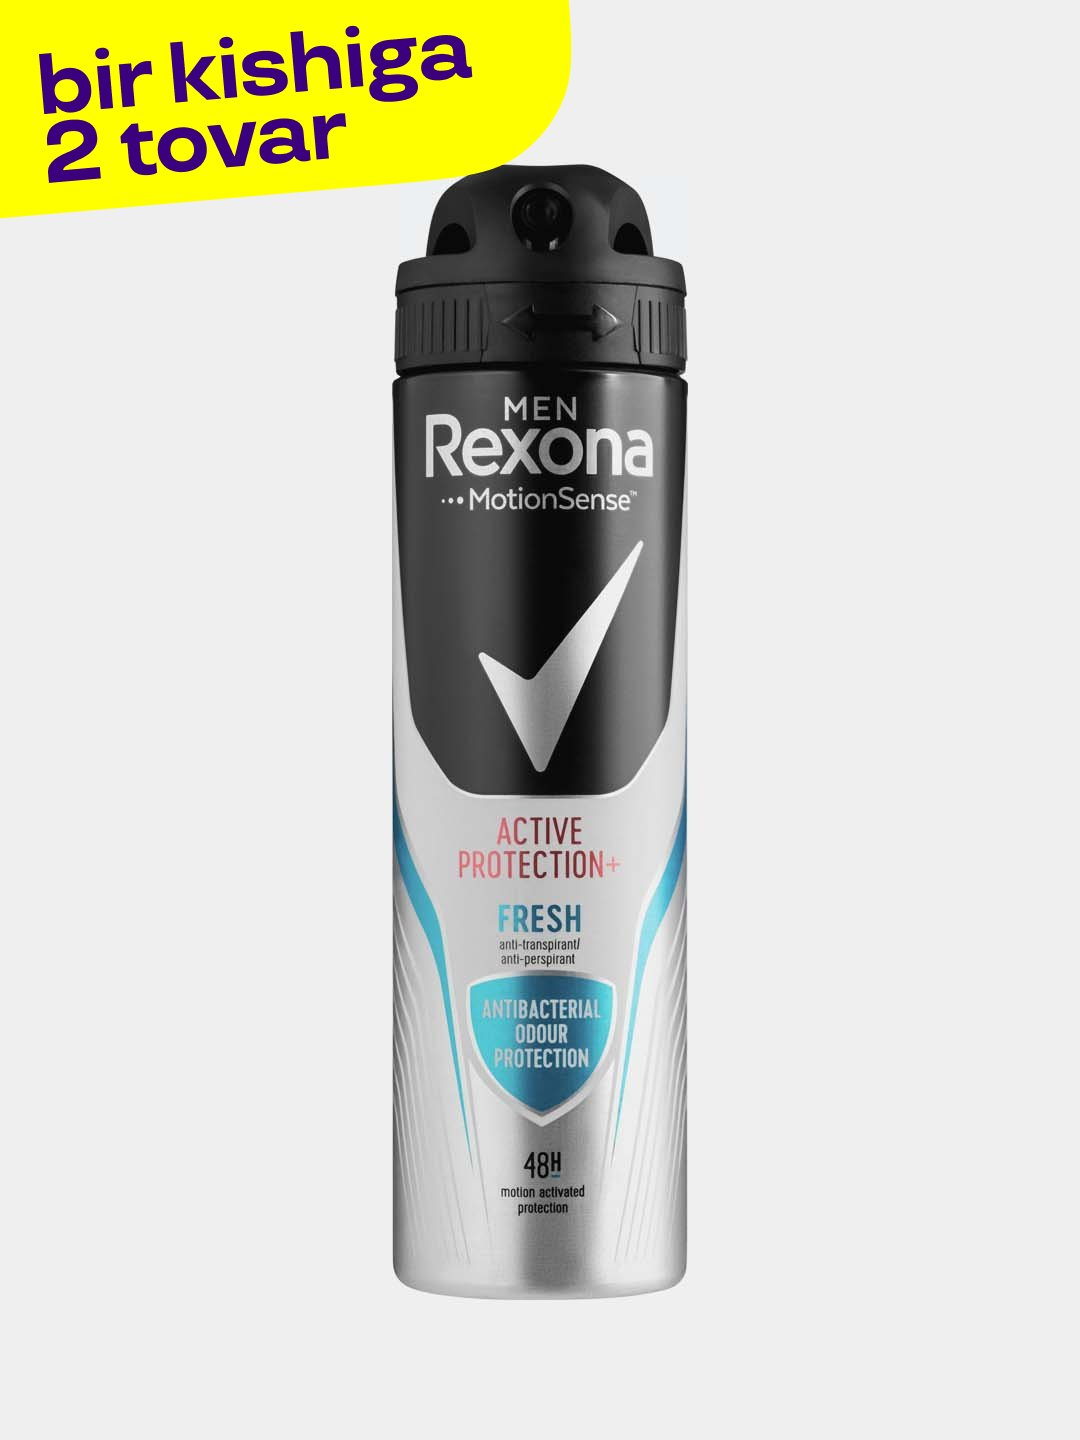 bir kishiga
2 tovar
MEN
Rexona
MotionSense™
ACTIVE
PROTECTION+
FRESH
anti-transpirant/
anti-perspirant
ANTIBACTERIAL
ODOUR
PROTECTION
48H
motion activated
protection